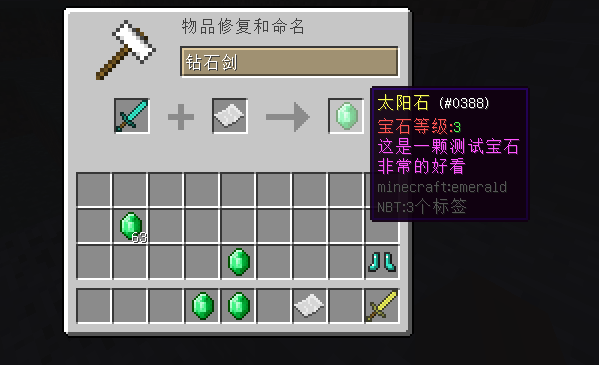 物品修复和命名
钻石剑
太阳石 (#0388)
宝石等级:3
这是一颗测试宝石
非常的好看
minecraft:emerald
NBT:3个标签
63